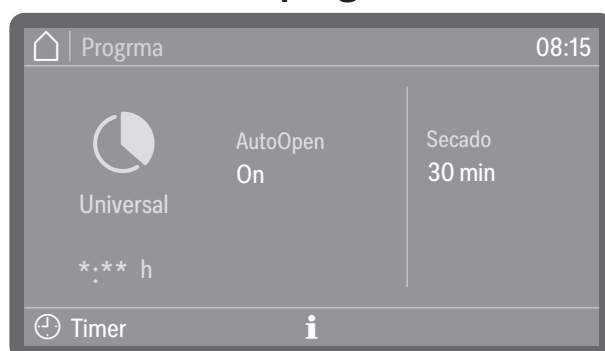 Progrma 08:15
Universal
*:** h
AutoOpen
On
Secado
30 min
Timer i